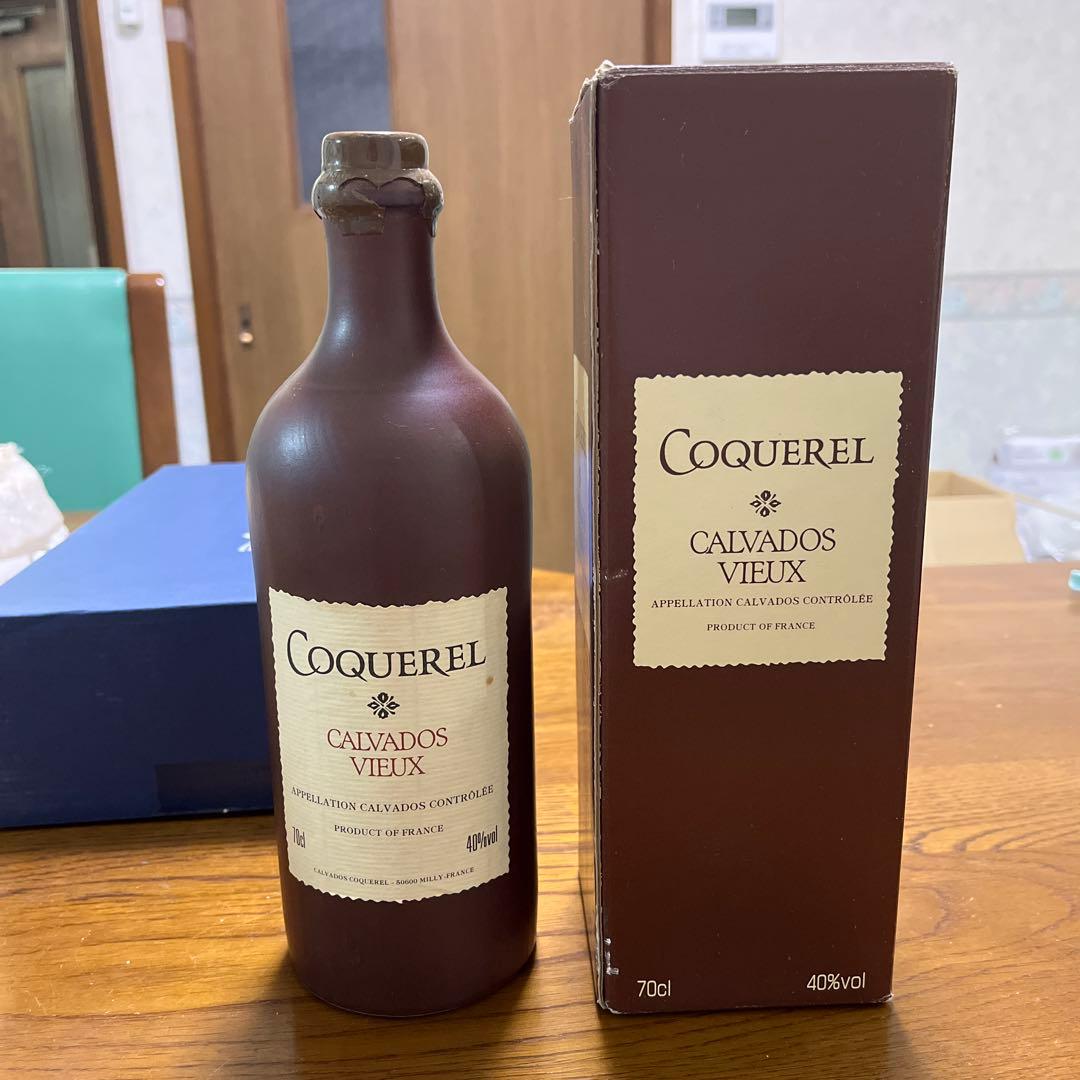 COQUEREL
CALVADOS
VIEUX
APPELLATION CALVADOS CONTRÔLÉE
PRODUCT OF FRANCE
70cl
40%vol
CALVADOS COQUEREL - 50600 MILLY-FRANCE
COQUEREL
CALVADOS
VIEUX
APPELLATION CALVADOS CONTRÔLÉE
PRODUCT OF FRANCE
70cl
40%vol